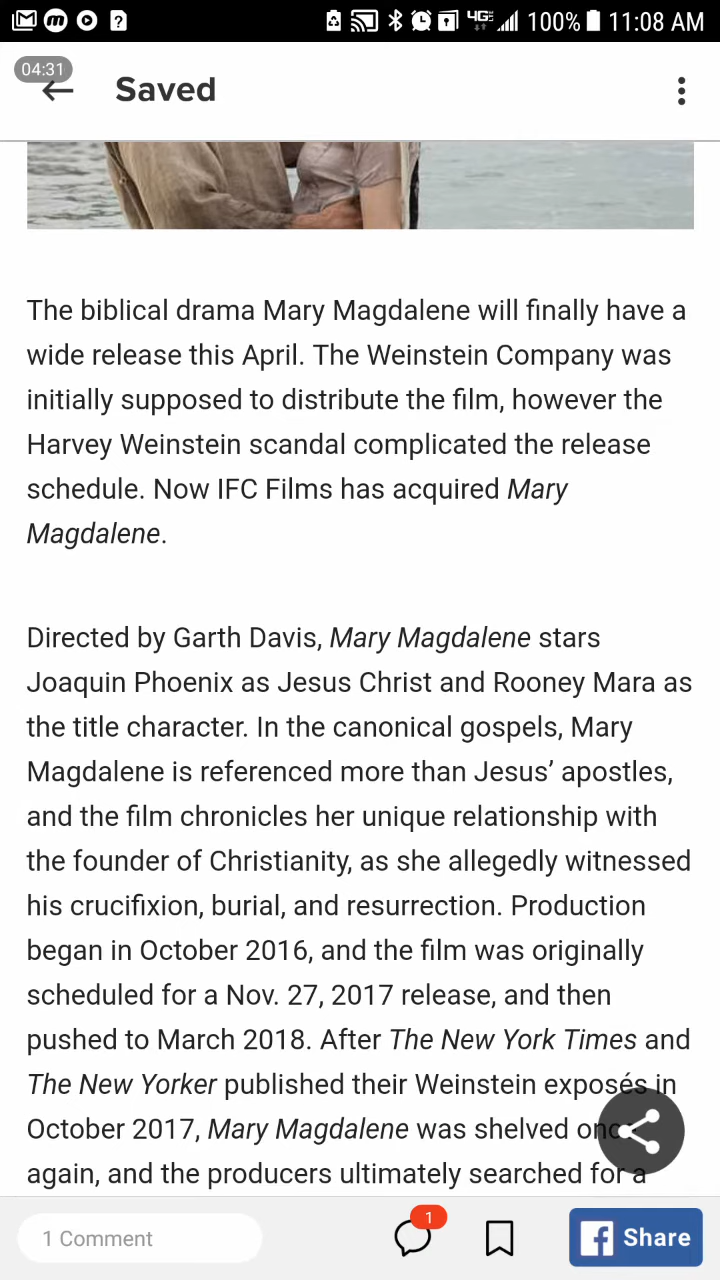 100% 11:08 AM
04:31
Saved
The biblical drama Mary Magdalene will finally have a
wide release this April. The Weinstein Company was
initially supposed to distribute the film, however the
Harvey Weinstein scandal complicated the release
schedule. Now IFC Films has acquired Mary
Magdalene.
Directed by Garth Davis, Mary Magdalene stars
Joaquin Phoenix as Jesus Christ and Rooney Mara as
the title character. In the canonical gospels, Mary
Magdalene is referenced more than Jesus’ apostles,
and the film chronicles her unique relationship with
the founder of Christianity, as she allegedly witnessed
his crucifixion, burial, and resurrection. Production
began in October 2016, and the film was originally
scheduled for a Nov. 27, 2017 release, and then
pushed to March 2018. After The New York Times and
The New Yorker published their Weinstein exposés in
October 2017, Mary Magdalene was shelved once
again, and the producers ultimately searched for a
1 Comment
1
Share